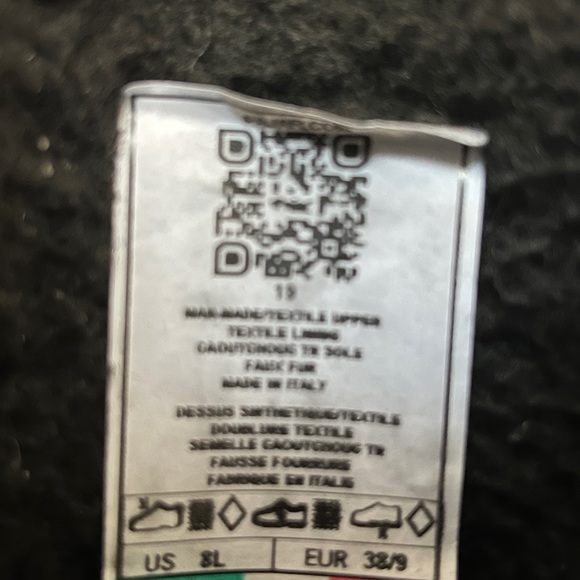 19
MAN-MADE/TEXTILE UPPER
TEXTILE LINING
CAOUTCHOUC TR SOLE
FAUX FUR
MADE IN ITALY
DESSUS SINTHETIQUE/TEXTILE
DOUBLURE TEXTILE
SEMELLE CAOUTCHOUC TR
FAUSSE FOURRURE
FABRIQUE EN ITALIE
US 8L EUR 38/9